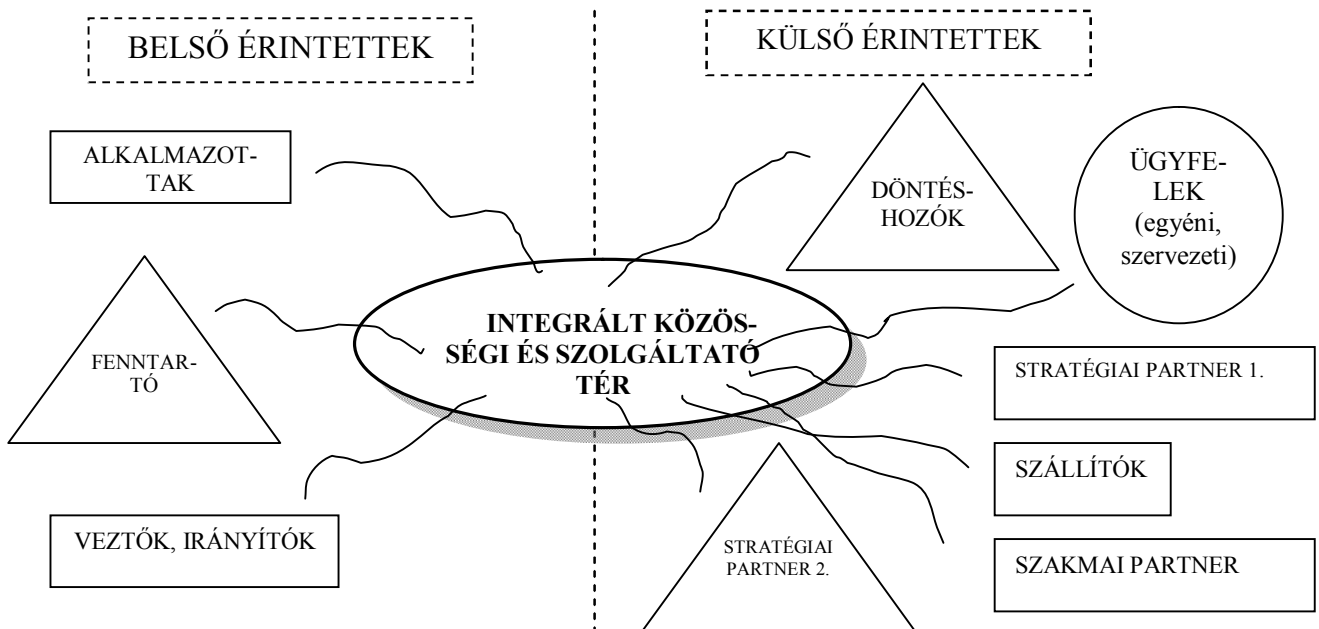 BELSŐ ÉRINTETTEK
KÜLSŐ ÉRINTETTEK
ALKALMAZOT-
TAK
DÖNTÉS-
HOZÓK
ÜGYFE-
LEK
(egyéni,
szervezeti)
FENNTAR-
TÓ
INTEGRÁLT KÖZÖS-
SÉGI ÉS SZOLGÁLTATÓ
TÉR
STRATÉGIAI PARTNER 1.
SZÁLLÍTÓK
VEZTŐK, IRÁNYÍTÓK
STRATÉGIAI
PARTNER 2.
SZAKMAI PARTNER